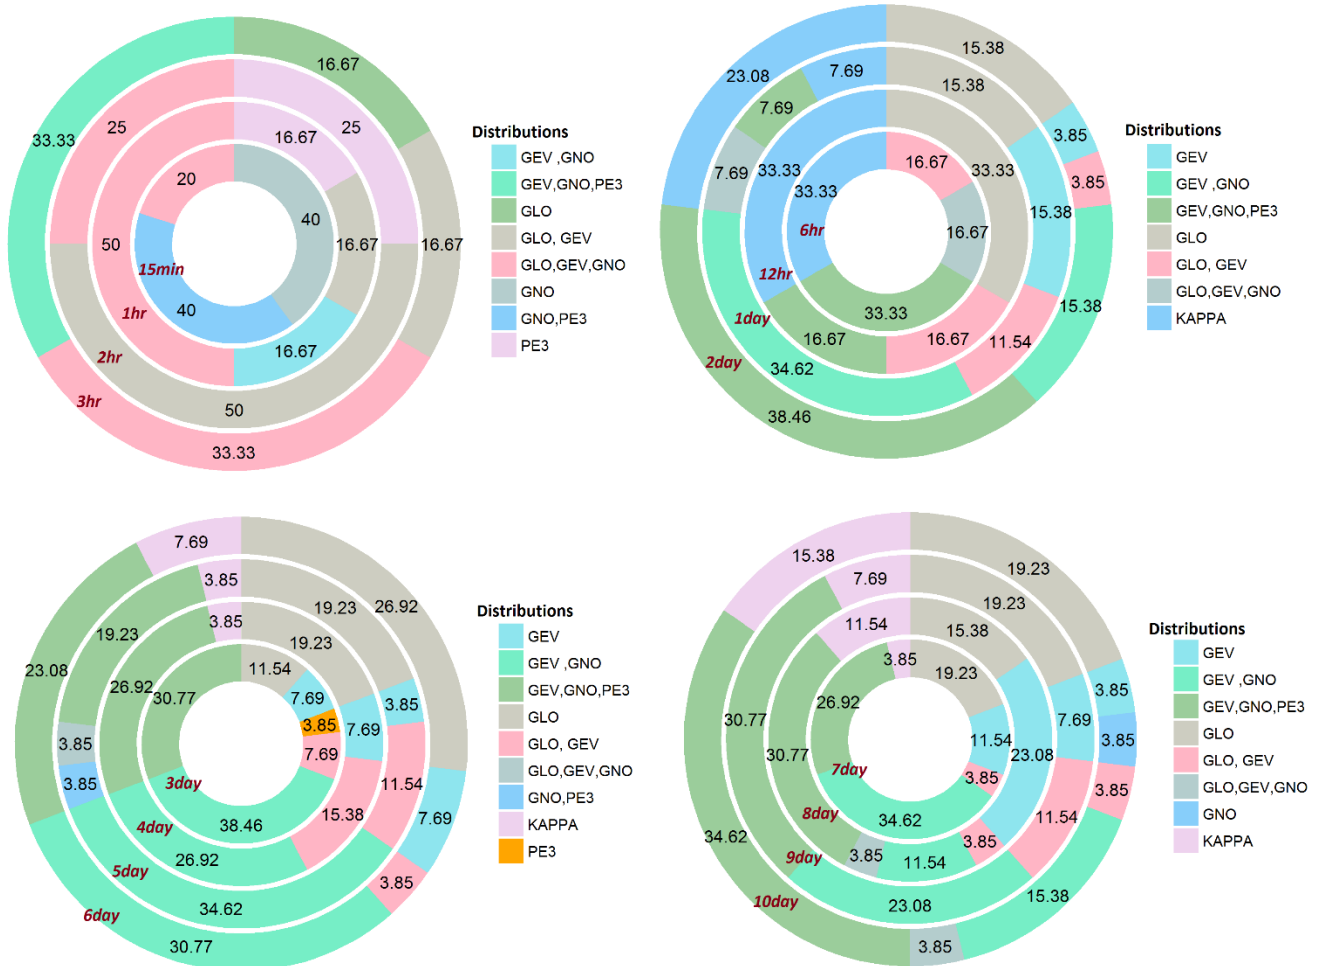 16.67
33.33
25
25
16.67
20
40
16.67
16.67
50
15min
40
1hr
16.67
2hr
3hr
50
33.33
Distributions
GEV ,GNO
GEV,GNO,PE3
GLO
GLO, GEV
GLO,GEV,GNO
GNO
GNO,PE3
PE3
15.38
23.08
7.69
15.38
7.69
3.85
7.69
33.33
16.67
33.33
3.85
33.33
15.38
6hr
16.67
12hr
15.38
1day
33.33
11.54
16.67
16.67
2day
34.62
38.46
Distributions
GEV
GEV ,GNO
GEV,GNO,PE3
GLO
GLO, GEV
GLO,GEV,GNO
KAPPA
7.69
3.85
19.23
26.92
3.85
19.23
19.23
11.54
23.08
26.92
30.77
7.69
3.85
3.85
7.69
3.85
7.69
3.85
3day
11.54
15.38
7.69
4day
38.46
26.92
5day
3.85
34.62
6day
30.77
Distributions
GEV
GEV ,GNO
GEV,GNO,PE3
GLO
GLO, GEV
GLO,GEV,GNO
GNO,PE3
KAPPA
PE3
15.38
19.23
7.69
19.23
11.54
15.38
3.85
19.23
26.92
3.85
7.69
30.77
11.54
23.08
3.85
30.77
7day
3.85
3.85
8day
34.62
11.54
34.62
3.85
9day
3.85
11.54
15.38
10day
23.08
3.85
Distributions
GEV
GEV ,GNO
GEV,GNO,PE3
GLO
GLO, GEV
GLO,GEV,GNO
GNO
KAPPA